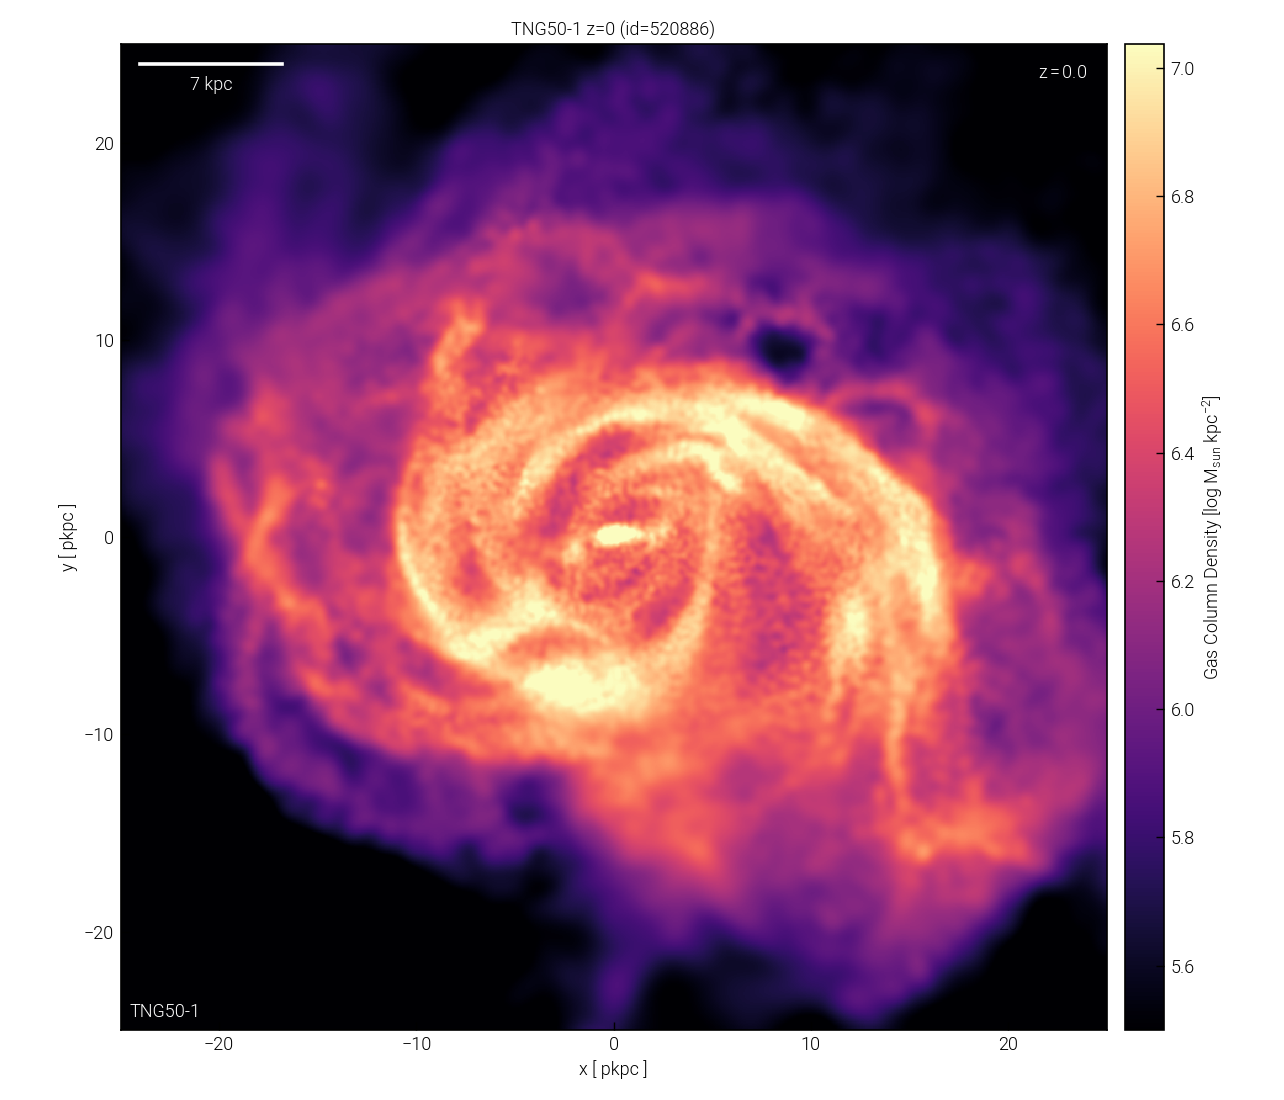 TNG50-1 z=0 (id=520886)
7 kpc
z=0.0
TNG50-1
20
10
0
−10
−20
y [ pkpc ]
−20
−10
0
10
20
x [ pkpc ]
7.0
6.8
6.6
6.4
6.2
6.0
5.8
5.6
Gas Column Density [log M_sun kpc^−2]